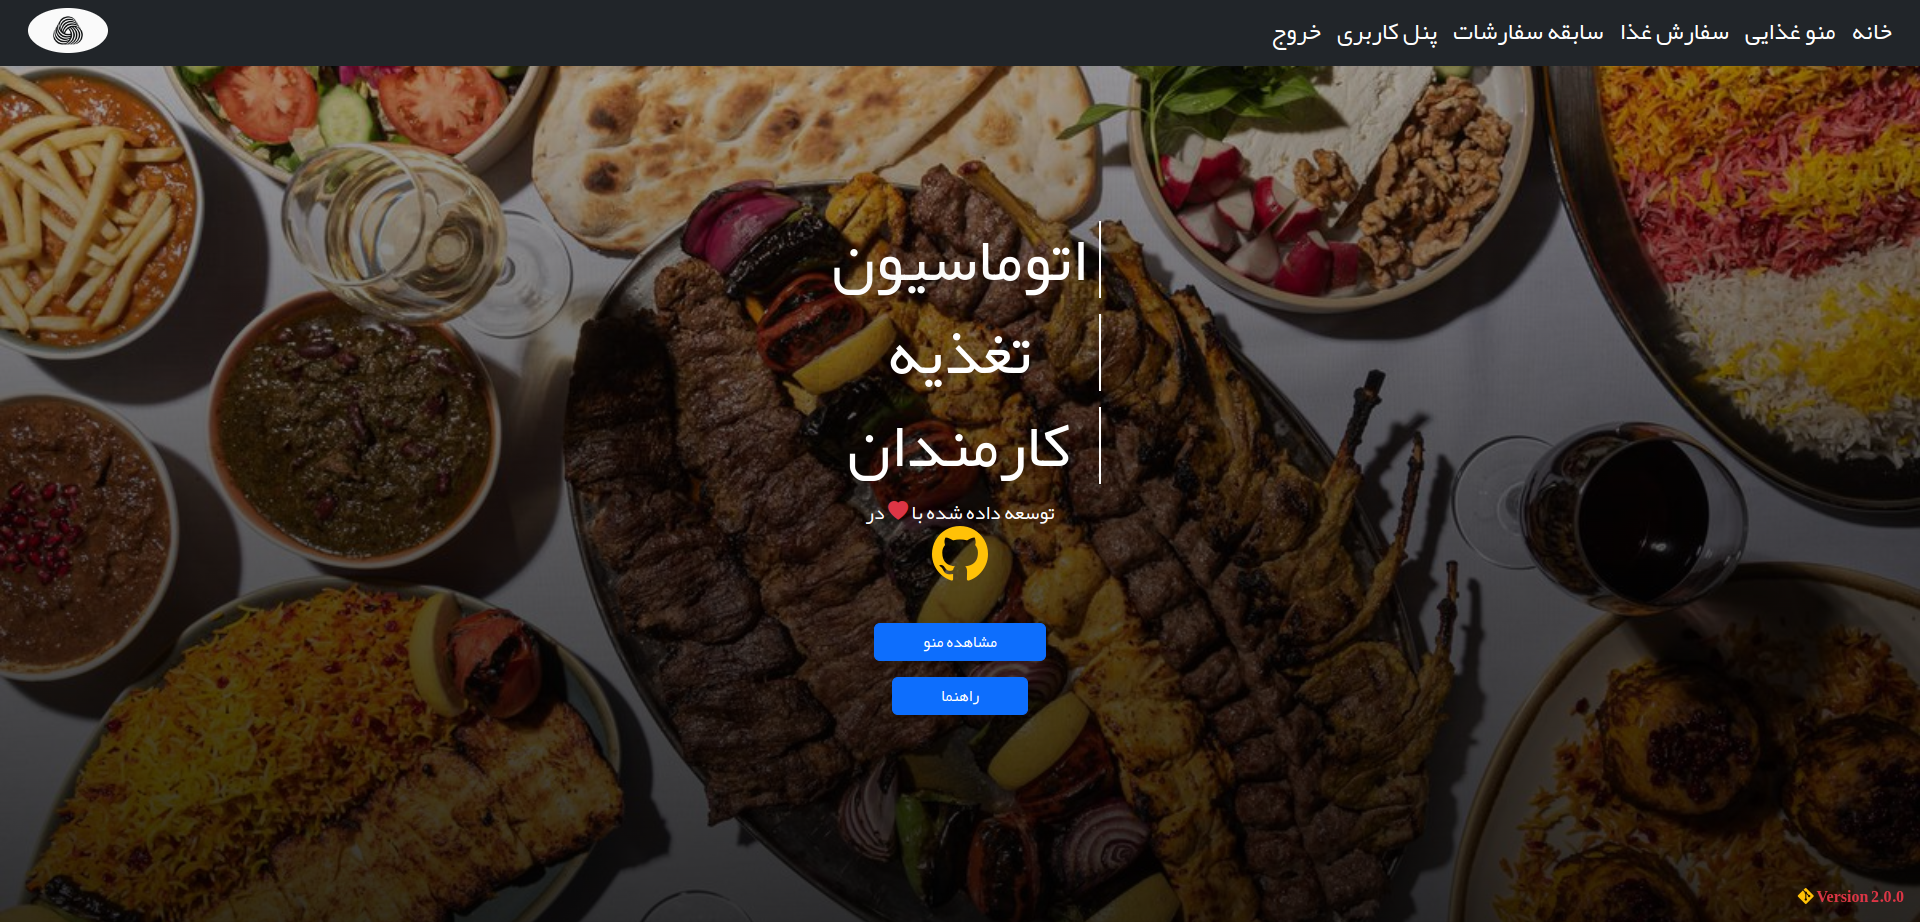 خانه منو غذایی سفارش غذا سابقه سفارشات پنل کاربری خروج
اتوماسیون
تغذیه
کارمندان
توسعه داده شده با در
مشاهده منو
راهنما
Version 2.0.0